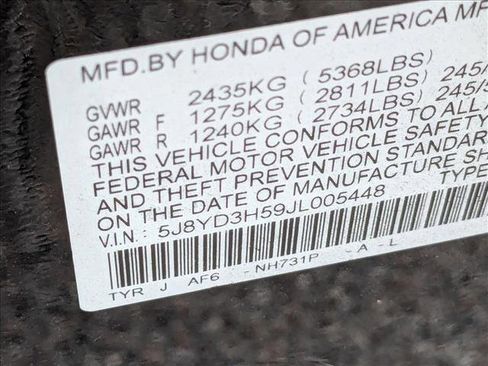 MFD.BY HONDA OF AMERICA MF
GVWR 2435KG (5368LBS)
GAWR F 1275KG (2811LBS) 245/
GAWR R 1240KG (2734LBS) 245/5
THIS VEHICLE CONFORMS TO ALL
FEDERAL MOTOR VEHICLE SAFETY
THEFT PREVENTION STANDAR
ON THE DATE OF MANUFACTURE SH
V.I.N.: 5J8YD3H59JL005448 TYPE
TYR J AF6 - NH731P - A - L